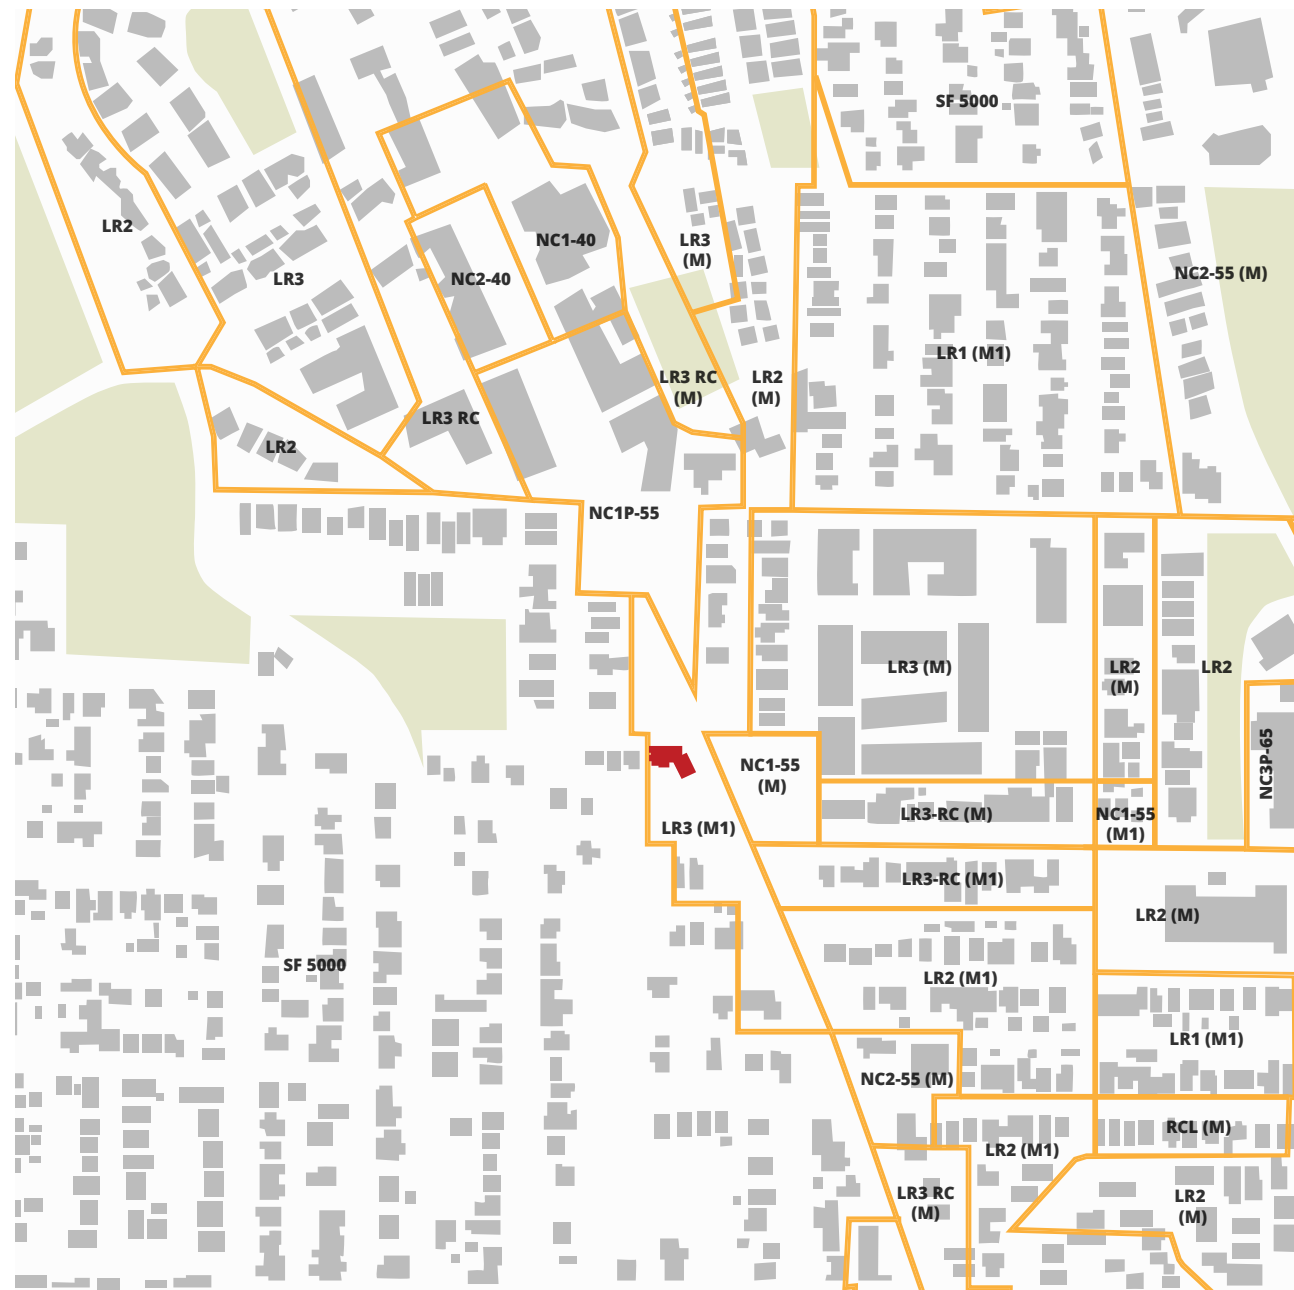 SF 5000
LR2
NC1-40
LR3
(M)
NC2-55 (M)
LR3
NC2-40
LR1 (M1)
LR3 RC
(M)
LR2
(M)
LR3 RC
LR2
NC1P-55
LR3 (M)
LR2
(M)
LR2
NC3P-65
NC1-55
(M)
LR3-RC (M)
NC1-55
(M1)
LR3 (M1)
LR3-RC (M1)
LR2 (M)
SF 5000
LR2 (M1)
LR1 (M1)
NC2-55 (M)
RCL (M)
LR2 (M1)
LR3 RC
(M)
LR2
(M)